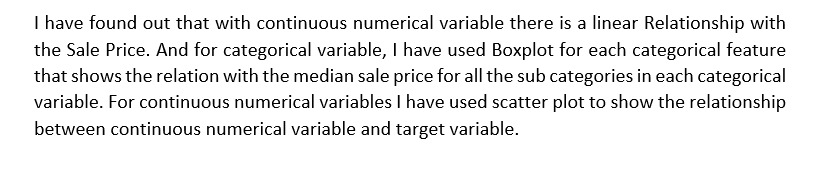 I have found out that with continuous numerical variable there is a linear Relationship with
the Sale Price. And for categorical variable, I have used Boxplot for each categorical feature
that shows the relation with the median sale price for all the sub categories in each categorical
variable. For continuous numerical variables I have used scatter plot to show the relationship
between continuous numerical variable and target variable.